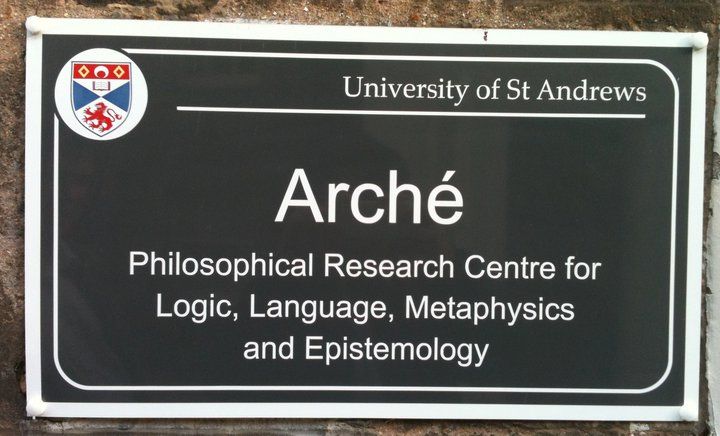 University of St Andrews
Arché
Philosophical Research Centre for
Logic, Language, Metaphysics
and Epistemology